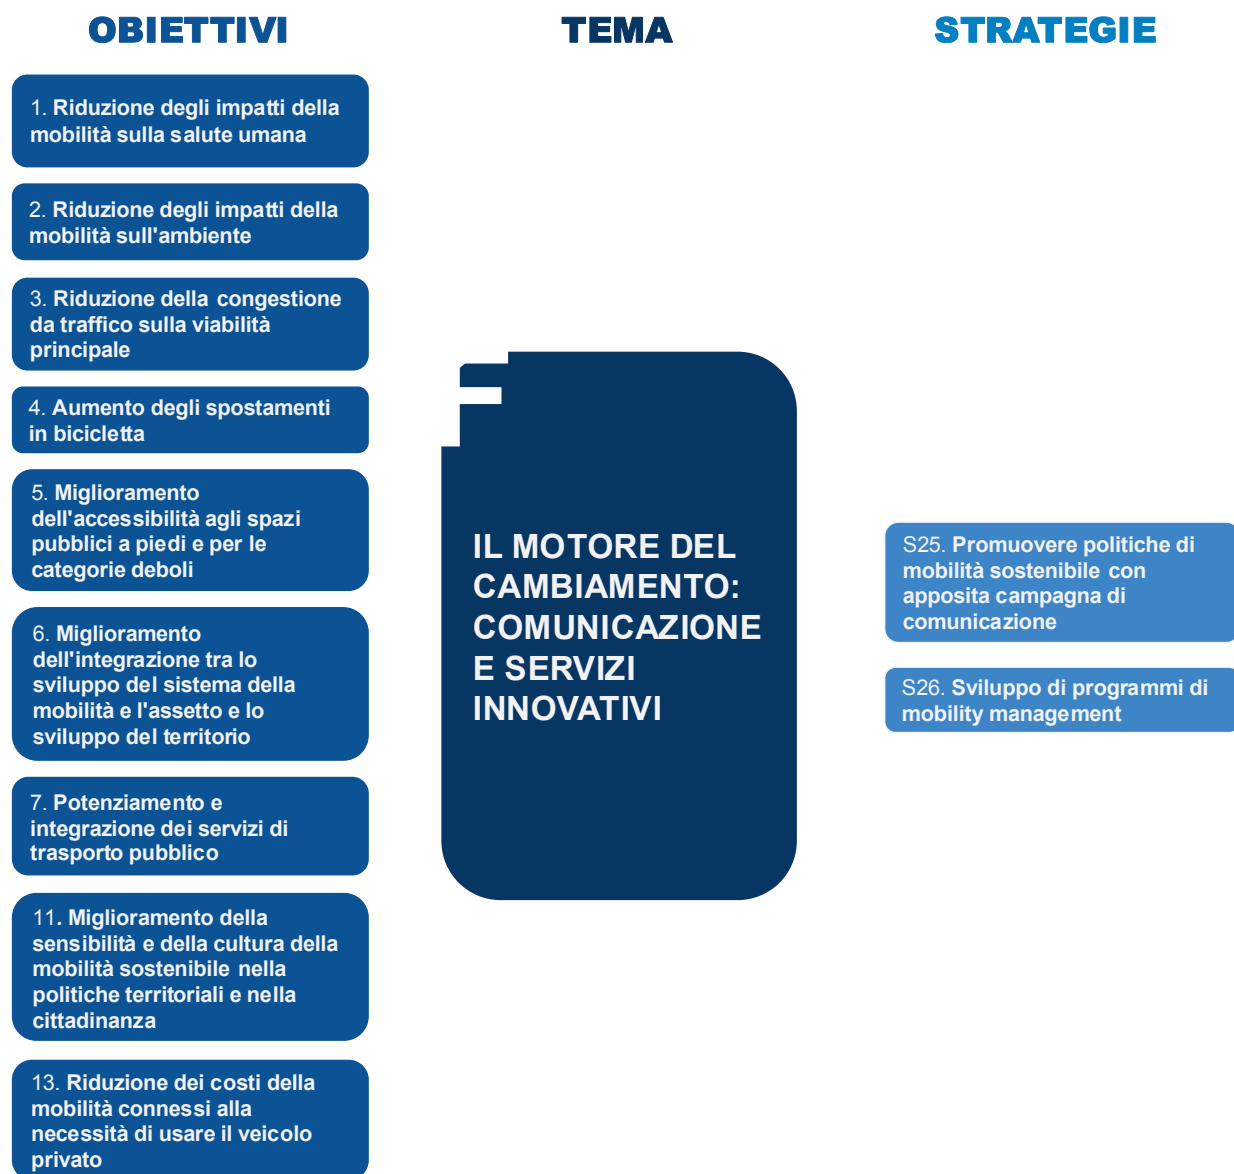 OBIETTIVI
TEMA
STRATEGIE
1. Riduzione degli impatti della
mobilità sulla salute umana
2. Riduzione degli impatti della
mobilità sull'ambiente
3. Riduzione della congestione
da traffico sulla viabilità
principale
4. Aumento degli spostamenti
in bicicletta
5. Miglioramento
dell'accessibilità agli spazi
pubblici a piedi e per le
categorie deboli
6. Miglioramento
dell'integrazione tra lo
sviluppo del sistema della
mobilità e l'assetto e lo
sviluppo del territorio
7. Potenziamento e
integrazione dei servizi di
trasporto pubblico
11. Miglioramento della
sensibilità e della cultura della
mobilità sostenibile nella
politiche territoriali e nella
cittadinanza
13. Riduzione dei costi della
mobilità connessi alla
necessità di usare il veicolo
privato
IL MOTORE DEL
CAMBIAMENTO:
COMUNICAZIONE
E SERVIZI
INNOVATIVI
S25. Promuovere politiche di
mobilità sostenibile con
apposita campagna di
comunicazione
S26. Sviluppo di programmi di
mobility management